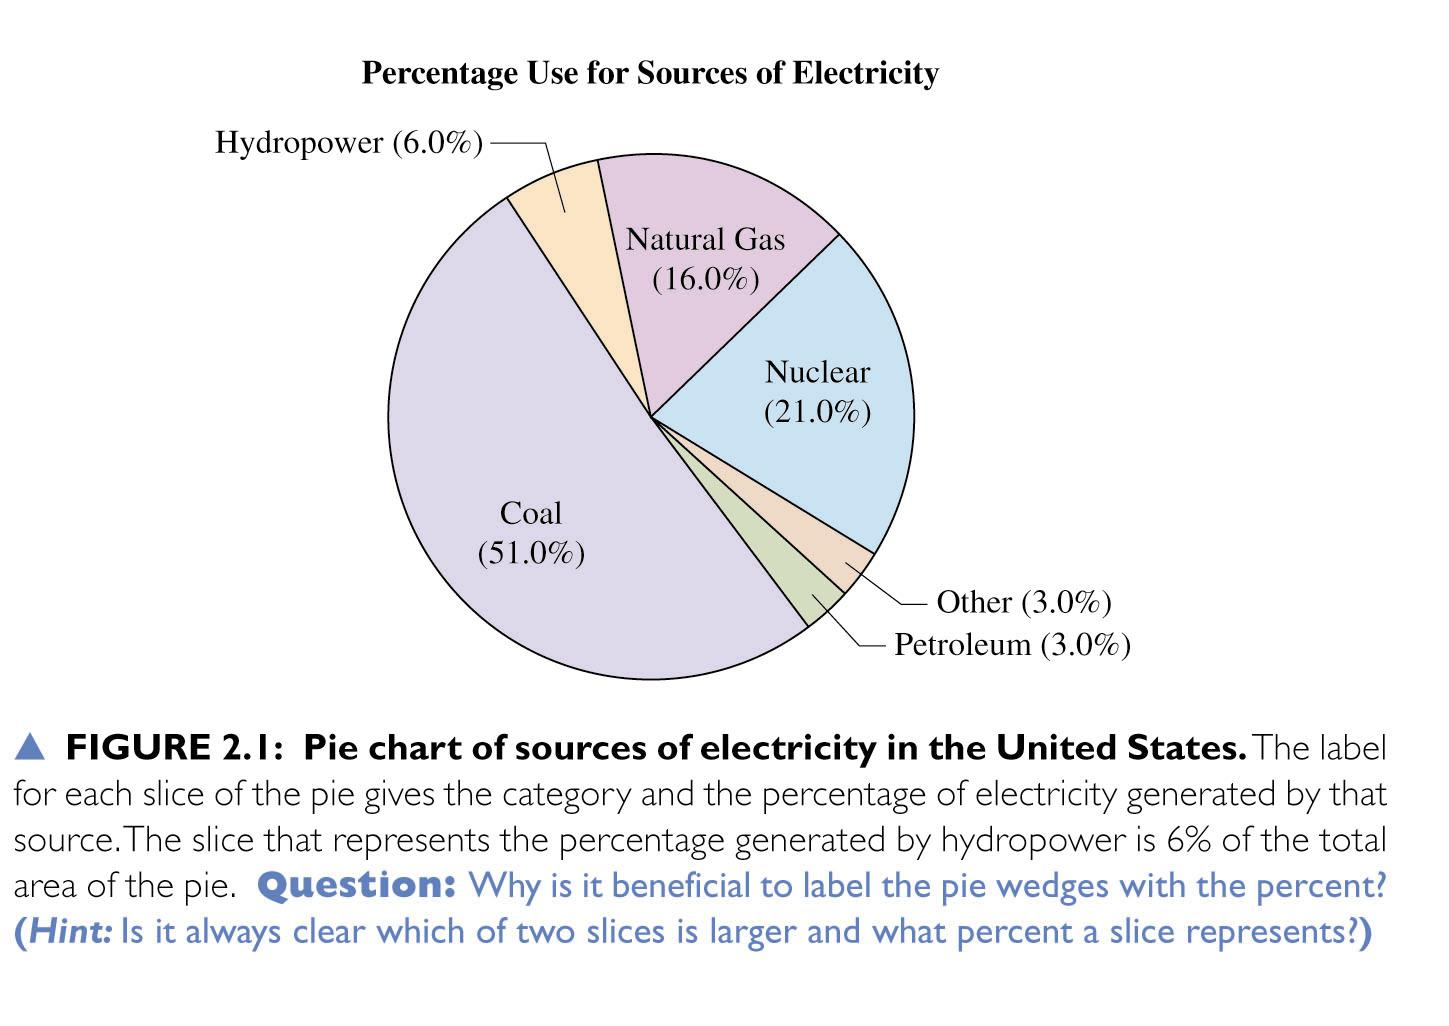 Percentage Use for Sources of Electricity
Hydropower (6.0%)
Natural Gas
(16.0%)
Nuclear
(21.0%)
Coal
(51.0%)
Other (3.0%)
Petroleum (3.0%)
▲ FIGURE 2.1: Pie chart of sources of electricity in the United States. The label
for each slice of the pie gives the category and the percentage of electricity generated by that
source. The slice that represents the percentage generated by hydropower is 6% of the total
area of the pie. Question: Why is it beneficial to label the pie wedges with the percent?
(Hint: Is it always clear which of two slices is larger and what percent a slice represents?)